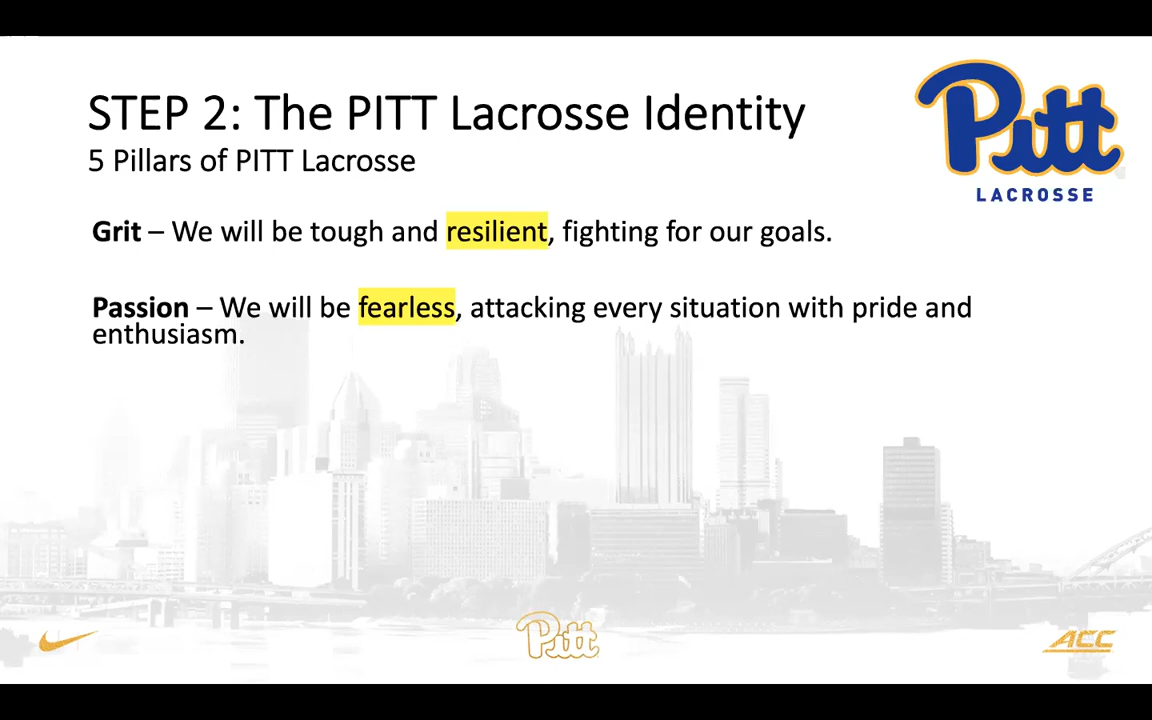 STEP 2: The PITT Lacrosse Identity
5 Pillars of PITT Lacrosse
Pitt
LACROSSE
Grit – We will be tough and resilient, fighting for our goals.
Passion – We will be fearless, attacking every situation with pride and
enthusiasm.
Pitt
ACC